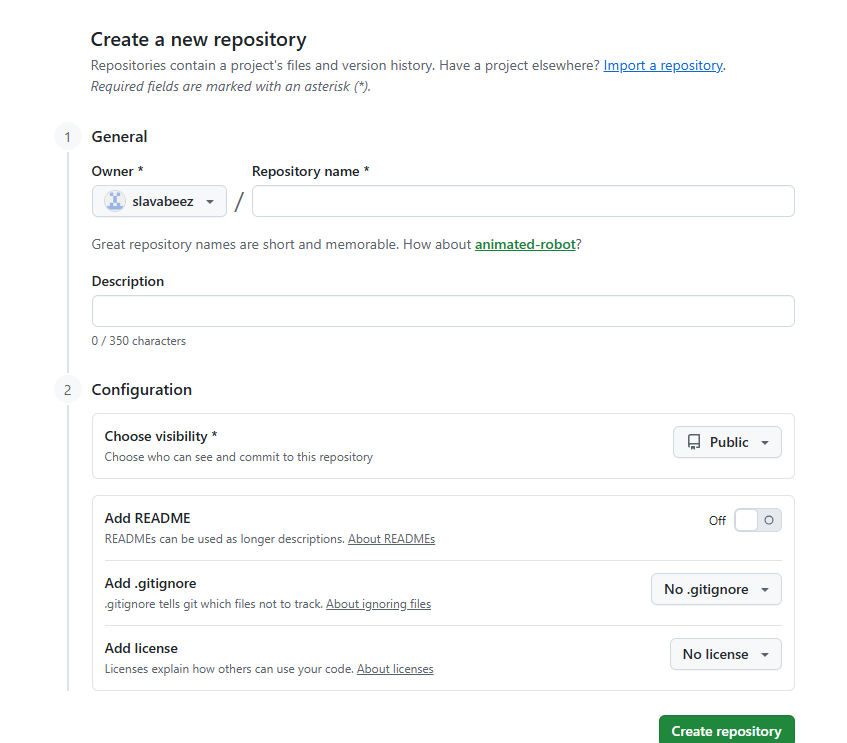 Create a new repository
Repositories contain a project's files and version history. Have a project elsewhere? Import a repository.
Required fields are marked with an asterisk (*).
1 General
Owner * Repository name *
slavabeez /
Great repository names are short and memorable. How about animated-robot?
Description
0 / 350 characters
2 Configuration
Choose visibility * Public
Choose who can see and commit to this repository
Add README Off
READMEs can be used as longer descriptions. About READMEs
Add .gitignore No .gitignore
.gitignore tells git which files not to track. About ignoring files
Add license No license
Licenses explain how others can use your code. About licenses
Create repository